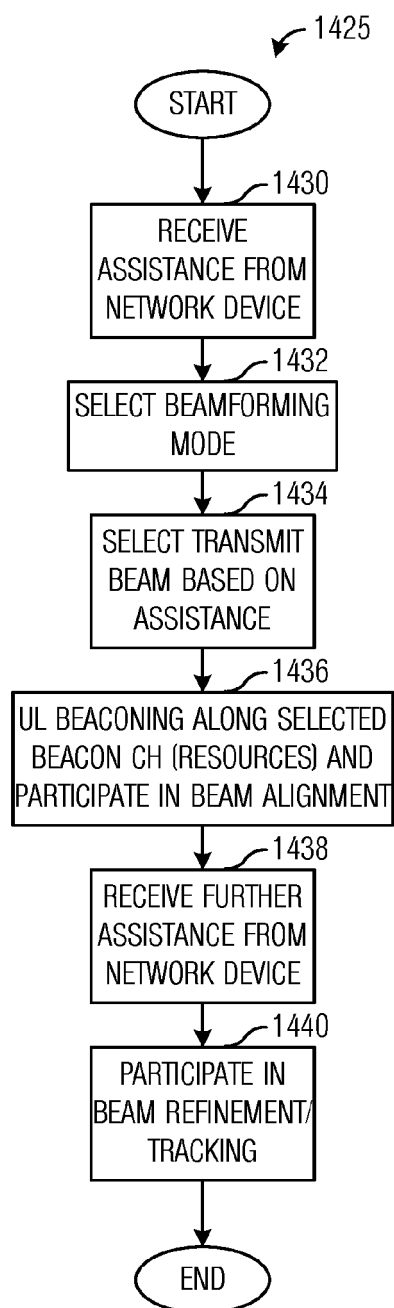 1425
START
1430
RECEIVE
ASSISTANCE FROM
NETWORK DEVICE
1432
SELECT BEAMFORMING
MODE
1434
SELECT TRANSMIT
BEAM BASED ON
ASSISTANCE
1436
UL BEACONING ALONG SELECTED
BEACON CH (RESOURCES) AND
PARTICIPATE IN BEAM ALIGNMENT
1438
RECEIVE FURTHER
ASSISTANCE FROM
NETWORK DEVICE
1440
PARTICIPATE IN
BEAM REFINEMENT/
TRACKING
END